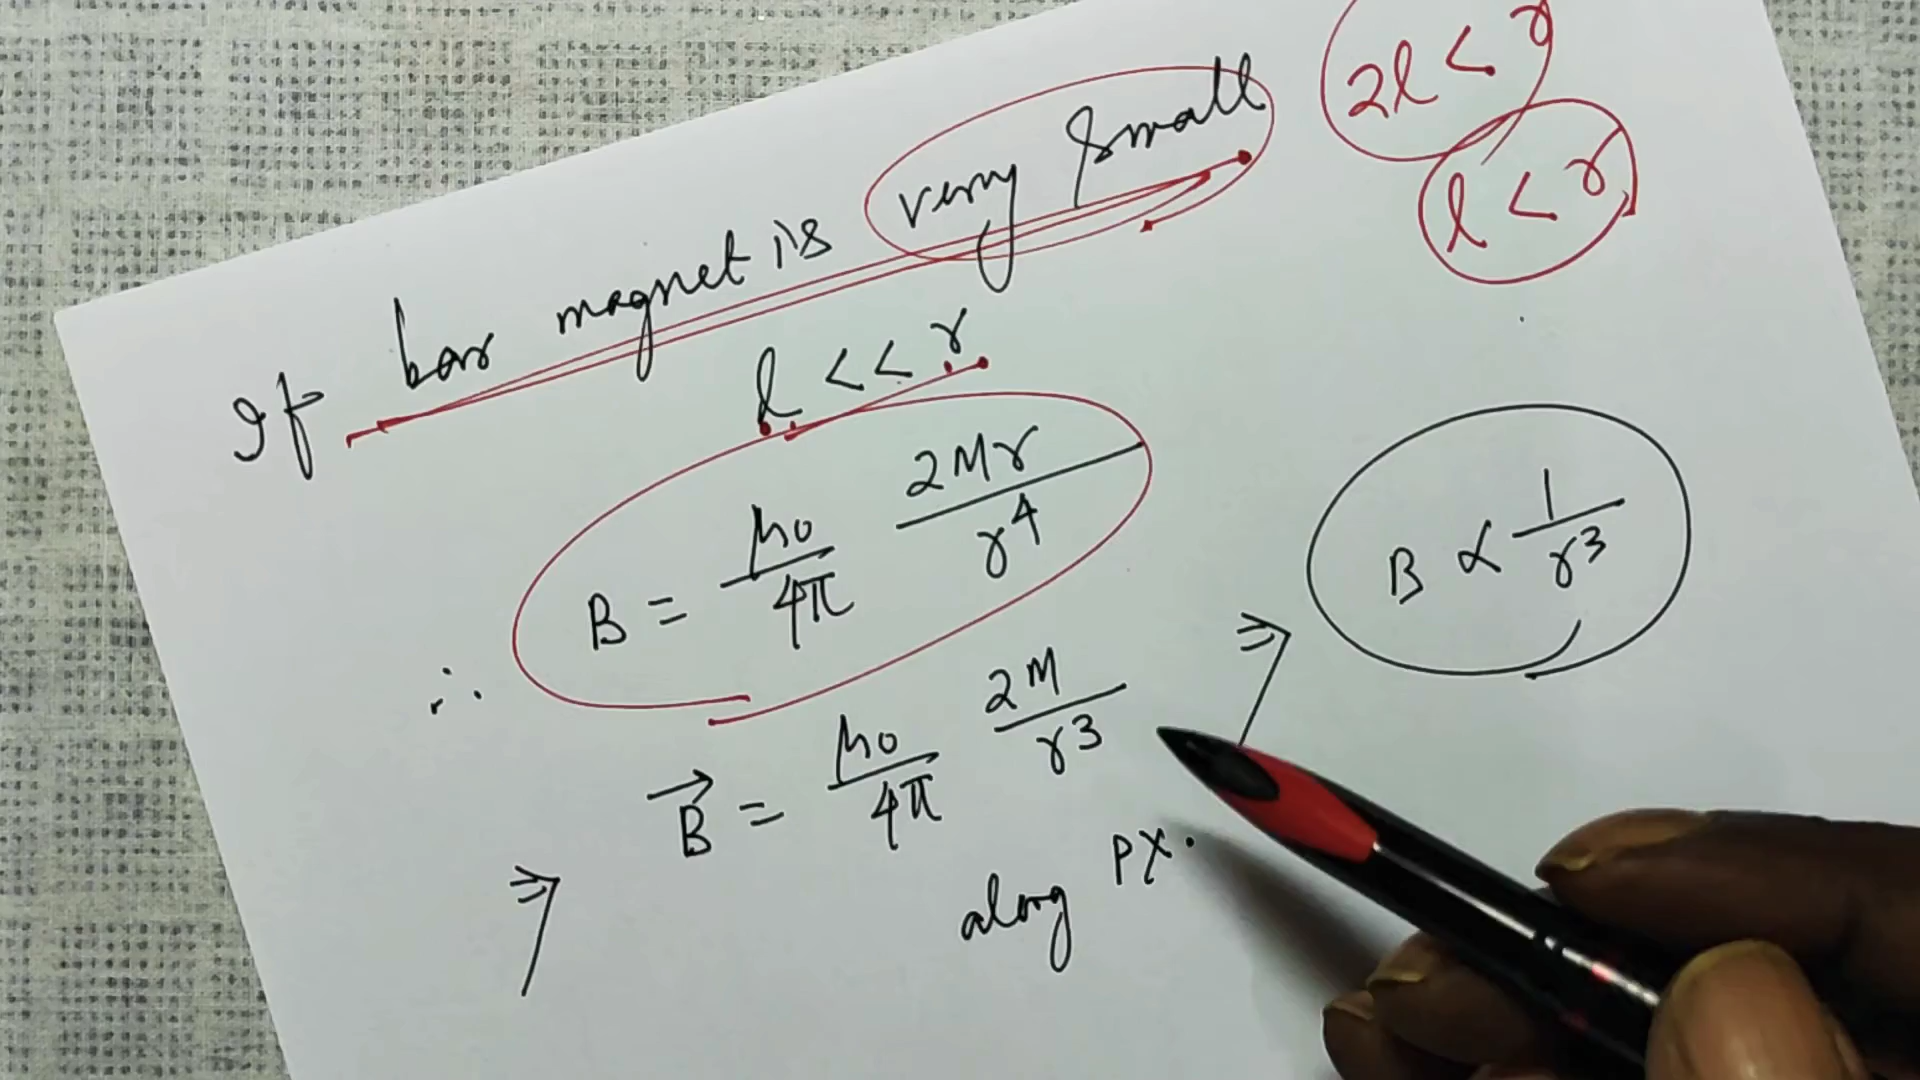 2l < r
l < r
If bar magnet is very small
l << r
∴ B = μ0/4π 2Mr/r⁴
⇒ B ∝ 1/r³
⇒ B⃗ = μ0/4π 2M/r³
along PX.